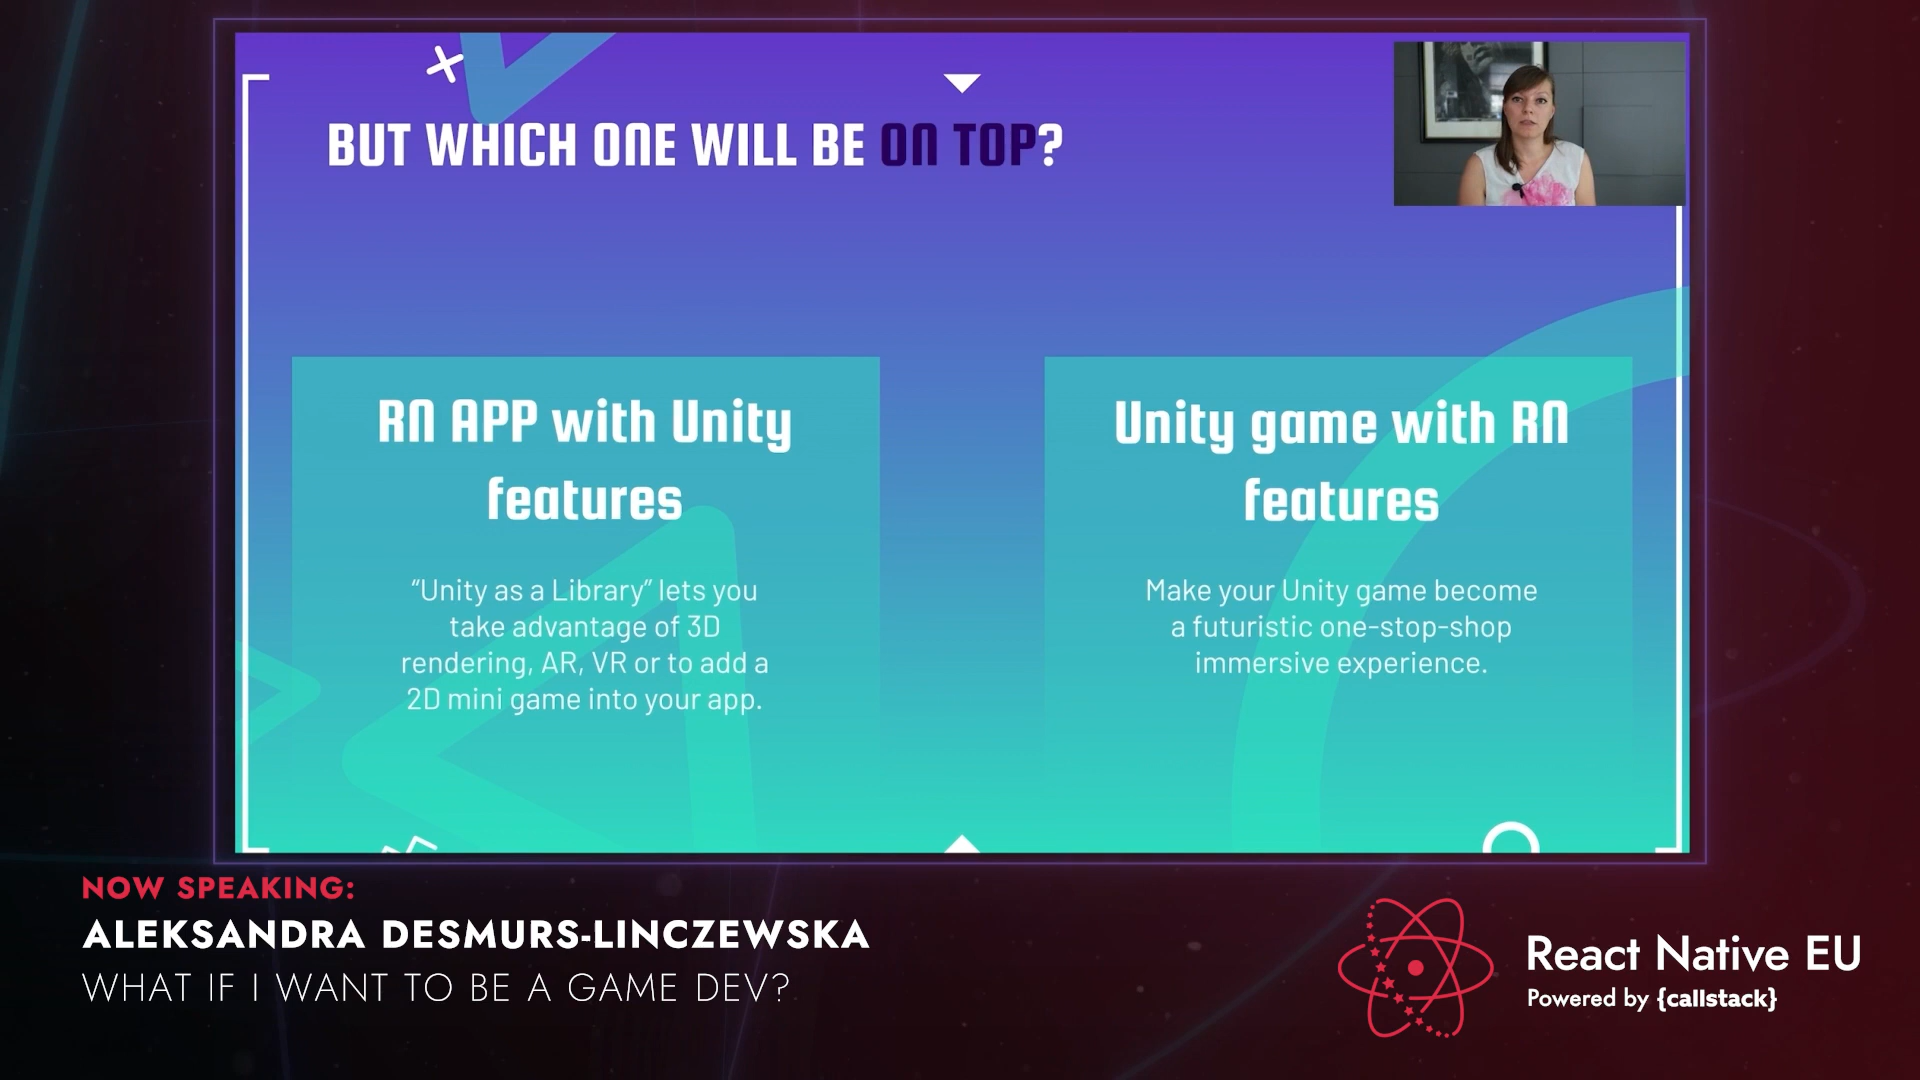 BUT WHICH ONE WILL BE ON TOP?
RN APP with Unity
features
“Unity as a Library” lets you
take advantage of 3D
rendering, AR, VR or to add a
2D mini game into your app.
Unity game with RN
features
Make your Unity game become
a futuristic one-stop-shop
immersive experience.
NOW SPEAKING:
ALEKSANDRA DESMURS-LINCZEWSKA
WHAT IF I WANT TO BE A GAME DEV?
React Native EU
Powered by {callstack}